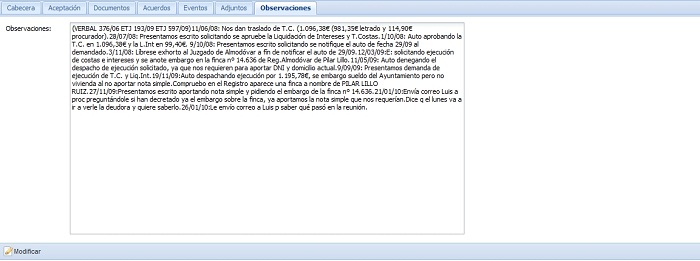 Cabecera Aceptación Documentos Acuerdos Eventos Adjuntos Observaciones
Observaciones:
(VERBAL 376/06 ETJ 193/09 ETJ 597/09)11/06/08: Nos dan traslado de T.C. (1.096,38€ (981,35€ letrado y 114,90€
procurador).28/07/08: Presentamos escrito solicitando se apruebe la Liquidación de Intereses y T.Costas.1/10/08: Auto aprobando la
T.C. en 1.096,38€ y la L.Int en 99,40€. 9/10/08: Presentamos escrito solicitando se notifique el auto de fecha 29/09 al
demandado.3/11/08: Líbrese exhorto al Juzgado de Almodóvar a fin de notificar el auto de 29/09.12/03/09:E: solicitando ejecución
de costas e intereses y se anote embargo en la finca nº 14.636 de Reg.Almodóvar de Pilar Lillo.11/05/09: Auto denegando el
despacho de ejecución solicitado, ya que nos requieren para aportar DNI y domicilio actual.9/09/09: Presentamos demanda de
ejecución de T.C. y Liq.Int.19/11/09:Auto despachando ejecución por 1.195,78€, se embargo sueldo del Ayuntamiento pero no
vivienda al no aportar nota simple.Compruebo en el Registro aparece una finca a nombre de PILAR LILLO
RUIZ.27/11/09:Presentamos escrito aportando nota simple y pidiendo el embargo de la finca nº 14.636.21/01/10:Envía correo Luis a
proc preguntándole si han decretado ya el embargo sobre la finca, ya aportamos la nota simple que nos requerían.Dice q el lunes va a
ir a verle la deudora y quiere saberlo.26/01/10:Le envío correo a Luis p saber qué pasó en la reunión.
Modificar